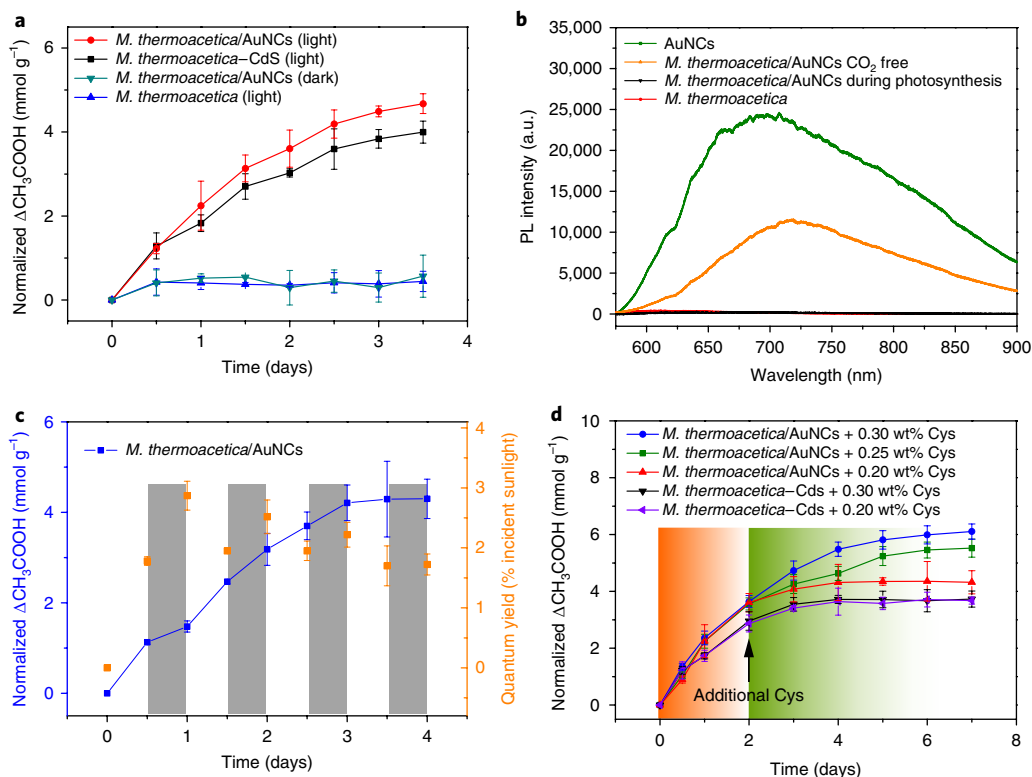 a
Normalized ΔCH₃COOH (mmol g⁻¹)
6
4
2
0
M. thermoacetica/AuNCs (light)
M. thermoacetica–CdS (light)
M. thermoacetica/AuNCs (dark)
M. thermoacetica (light)
0 1 2 3 4
Time (days)
b
PL intensity (a.u.)
35,000
30,000
25,000
20,000
15,000
10,000
5,000
0
AuNCs
M. thermoacetica/AuNCs CO₂ free
M. thermoacetica/AuNCs during photosynthesis
M. thermoacetica
600 650 700 750 800 850 900
Wavelength (nm)
c
Normalized ΔCH₃COOH (mmol g⁻¹)
6
4
2
0
M. thermoacetica/AuNCs
3
2
1
0
Quantum yield (% incident sunlight)
0 1 2 3 4
Time (days)
d
Normalized ΔCH₃COOH (mmol g⁻¹)
10
8
6
4
2
0
M. thermoacetica/AuNCs + 0.30 wt% Cys
M. thermoacetica/AuNCs + 0.25 wt% Cys
M. thermoacetica/AuNCs + 0.20 wt% Cys
M. thermoacetica–Cds + 0.30 wt% Cys
M. thermoacetica–Cds + 0.20 wt% Cys
Additional Cys
0 2 4 6 8
Time (days)